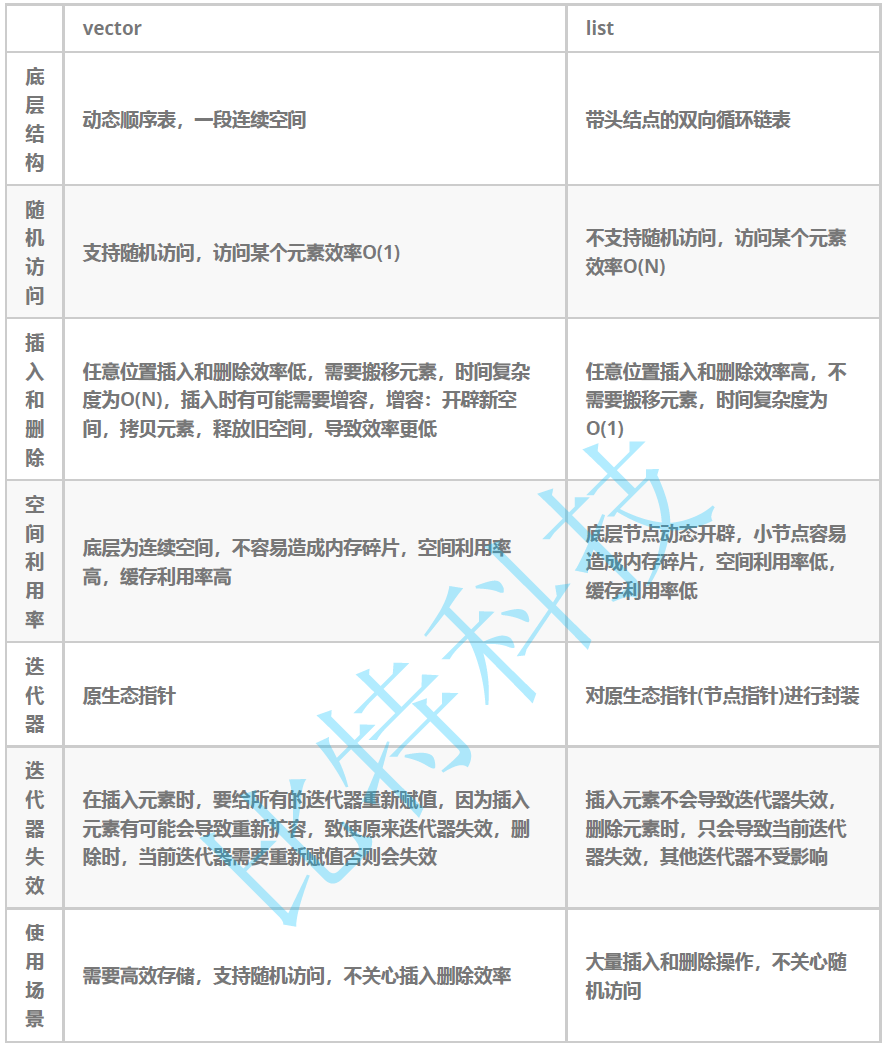 vector
list
底
层
结
构
动态顺序表，一段连续空间
带头结点的双向循环链表
随
机
访
问
支持随机访问，访问某个元素效率O(1)
不支持随机访问，访问某个元素
效率O(N)
插
入
和
删
除
任意位置插入和删除效率低，需要搬移元素，时间复杂
度为O(N)，插入时有可能需要增容，增容：开辟新空
间，拷贝元素，释放旧空间，导致效率更低
任意位置插入和删除效率高，不
需要搬移元素，时间复杂度为
O(1)
空
间
利
用
率
底层为连续空间，不容易造成内存碎片，空间利用率
高，缓存利用率高
底层节点动态开辟，小节点容易
造成内存碎片，空间利用率低，
缓存利用率低
迭
代
器
原生态指针
对原生态指针(节点指针)进行封装
迭
代
器
失
效
在插入元素时，要给所有的迭代器重新赋值，因为插入
元素有可能会导致重新扩容，致使原来迭代器失效，删
除时，当前迭代器需要重新赋值否则会失效
插入元素不会导致迭代器失效，
删除元素时，只会导致当前迭代
器失效，其他迭代器不受影响
使
用
场
景
需要高效存储，支持随机访问，不关心插入删除效率
大量插入和删除操作，不关心随
机访问
比特科技